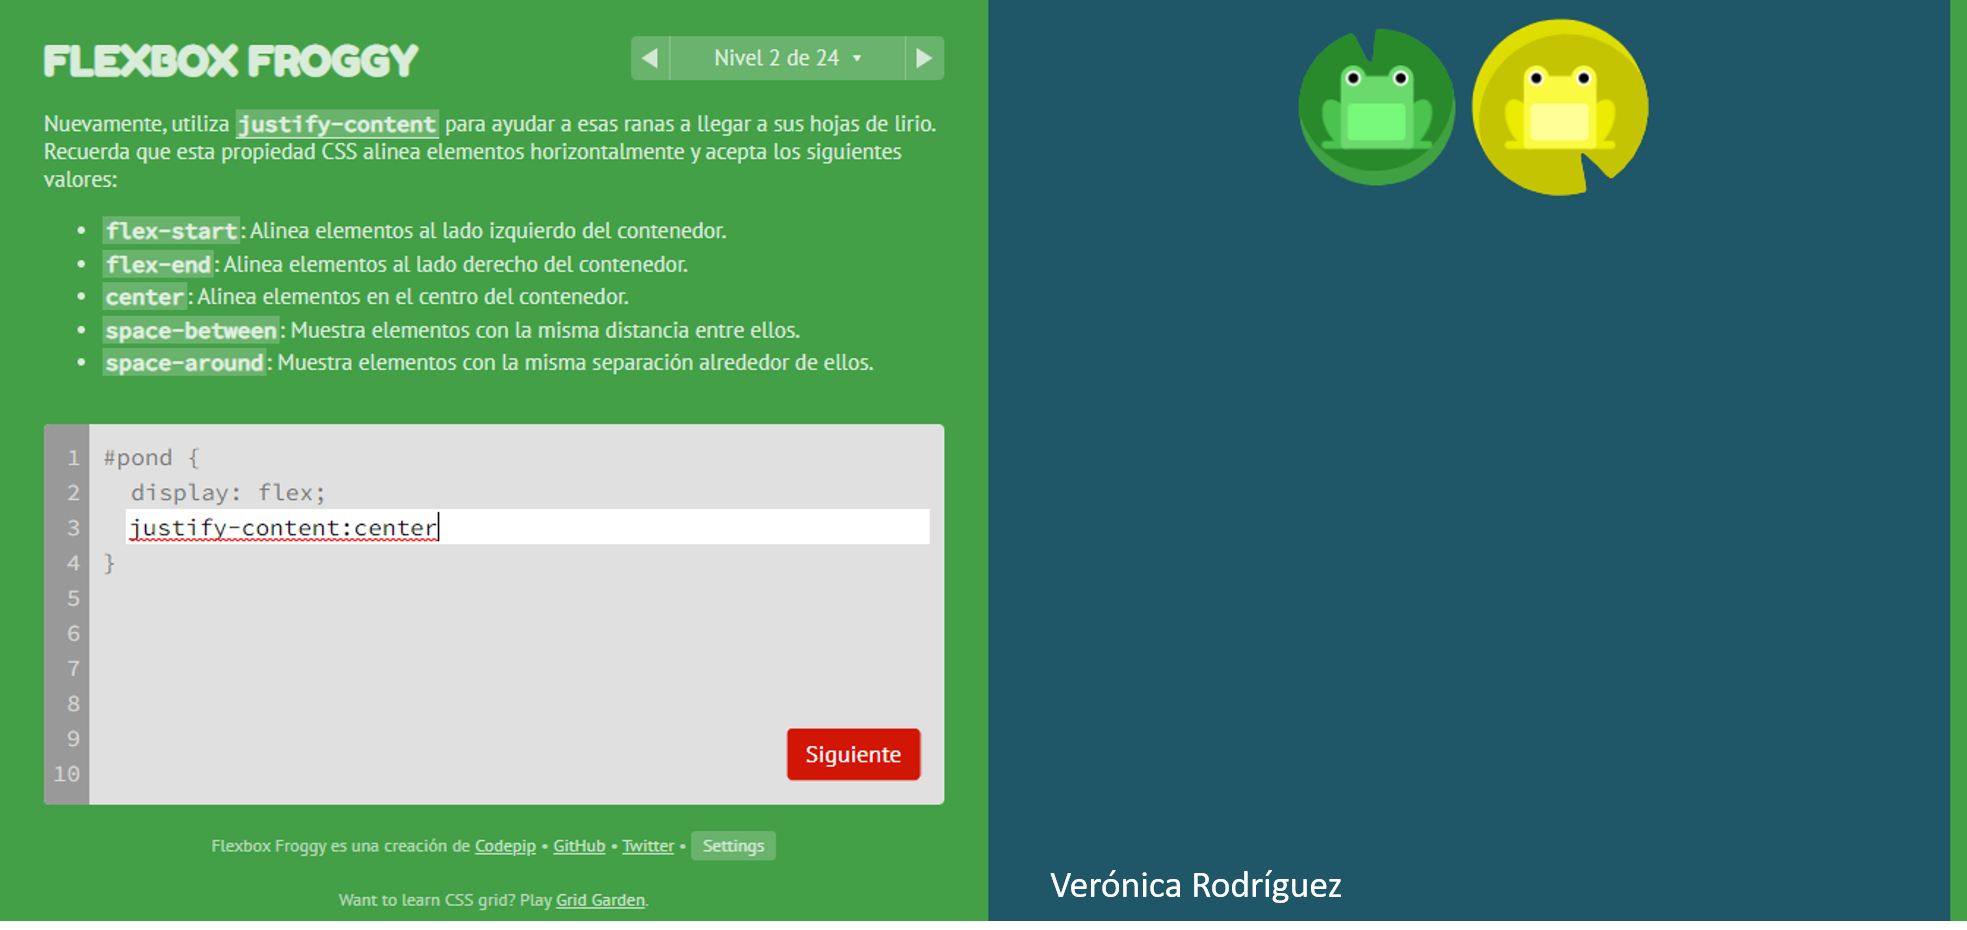 FLEXBOX FROGGY
Nivel 2 de 24
Nuevamente, utiliza justify-content para ayudar a esas ranas a llegar a sus hojas de lirio.
Recuerda que esta propiedad CSS alinea elementos horizontalmente y acepta los siguientes
valores:
• flex-start: Alinea elementos al lado izquierdo del contenedor.
• flex-end: Alinea elementos al lado derecho del contenedor.
• center: Alinea elementos en el centro del contenedor.
• space-between: Muestra elementos con la misma distancia entre ellos.
• space-around: Muestra elementos con la misma separación alrededor de ellos.
1 #pond {
2 display: flex;
3 justify-content:center
4 }
5
6
7
8
9
10
Siguiente
Flexbox Froggy es una creación de Codepip • GitHub • Twitter • Settings
Want to learn CSS grid? Play Grid Garden.
Verónica Rodríguez